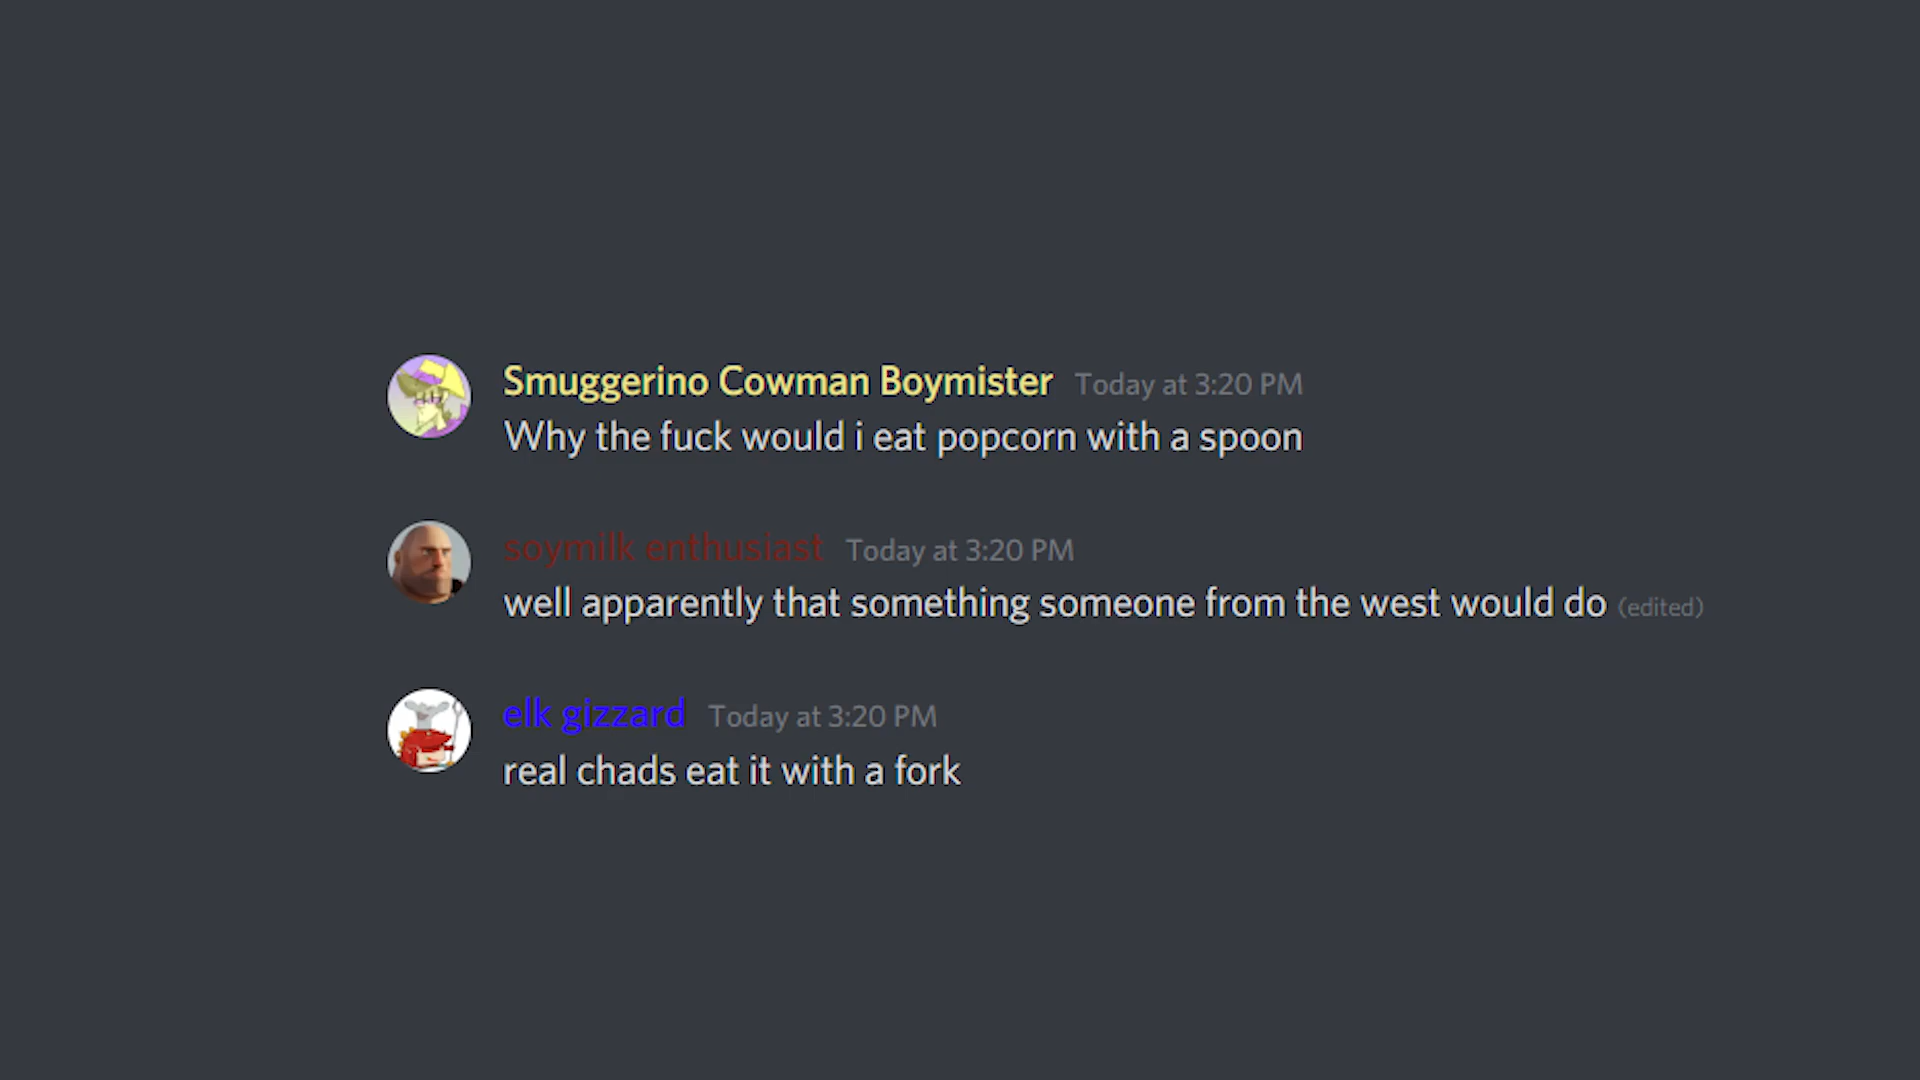 Smuggerino Cowman Boymister Today at 3:20 PM
Why the fuck would i eat popcorn with a spoon
soymilk enthusiast Today at 3:20 PM
well apparently that something someone from the west would do (edited)
elk gizzard Today at 3:20 PM
real chads eat it with a fork